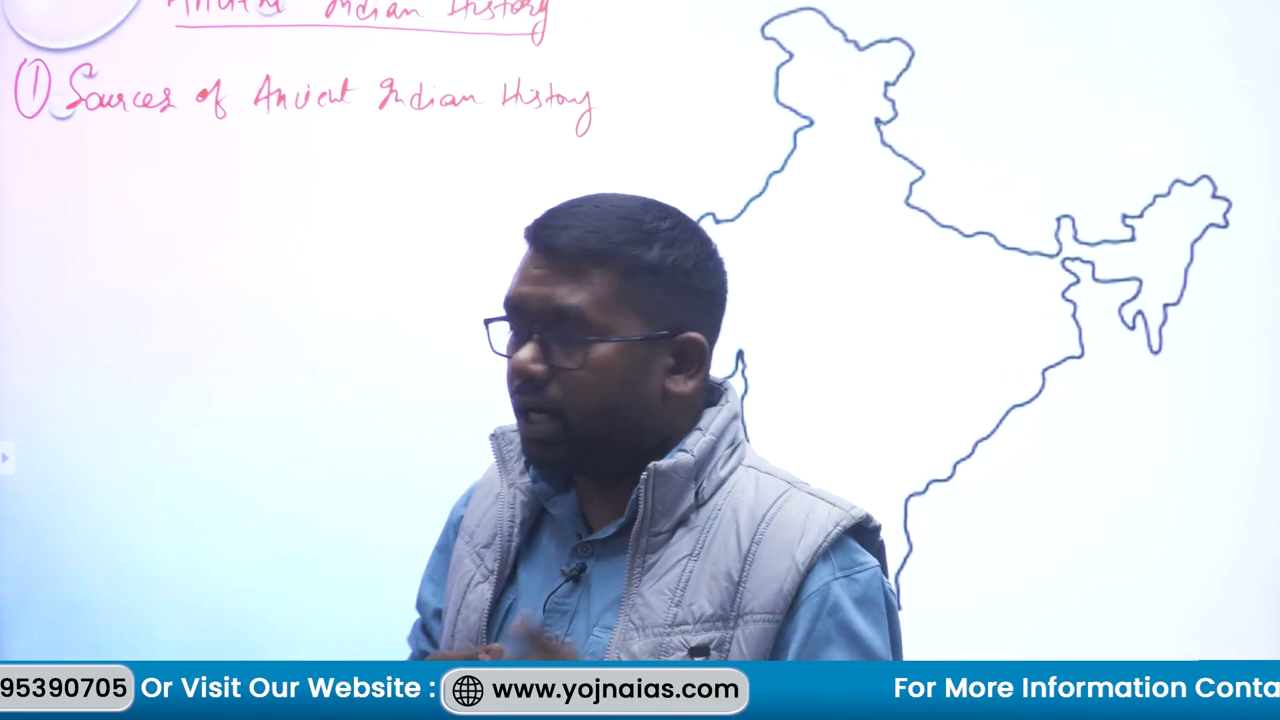 Ancient Indian History
① Sources of Ancient Indian History
95390705 Or Visit Our Website : www.yojnaias.com For More Information Conta